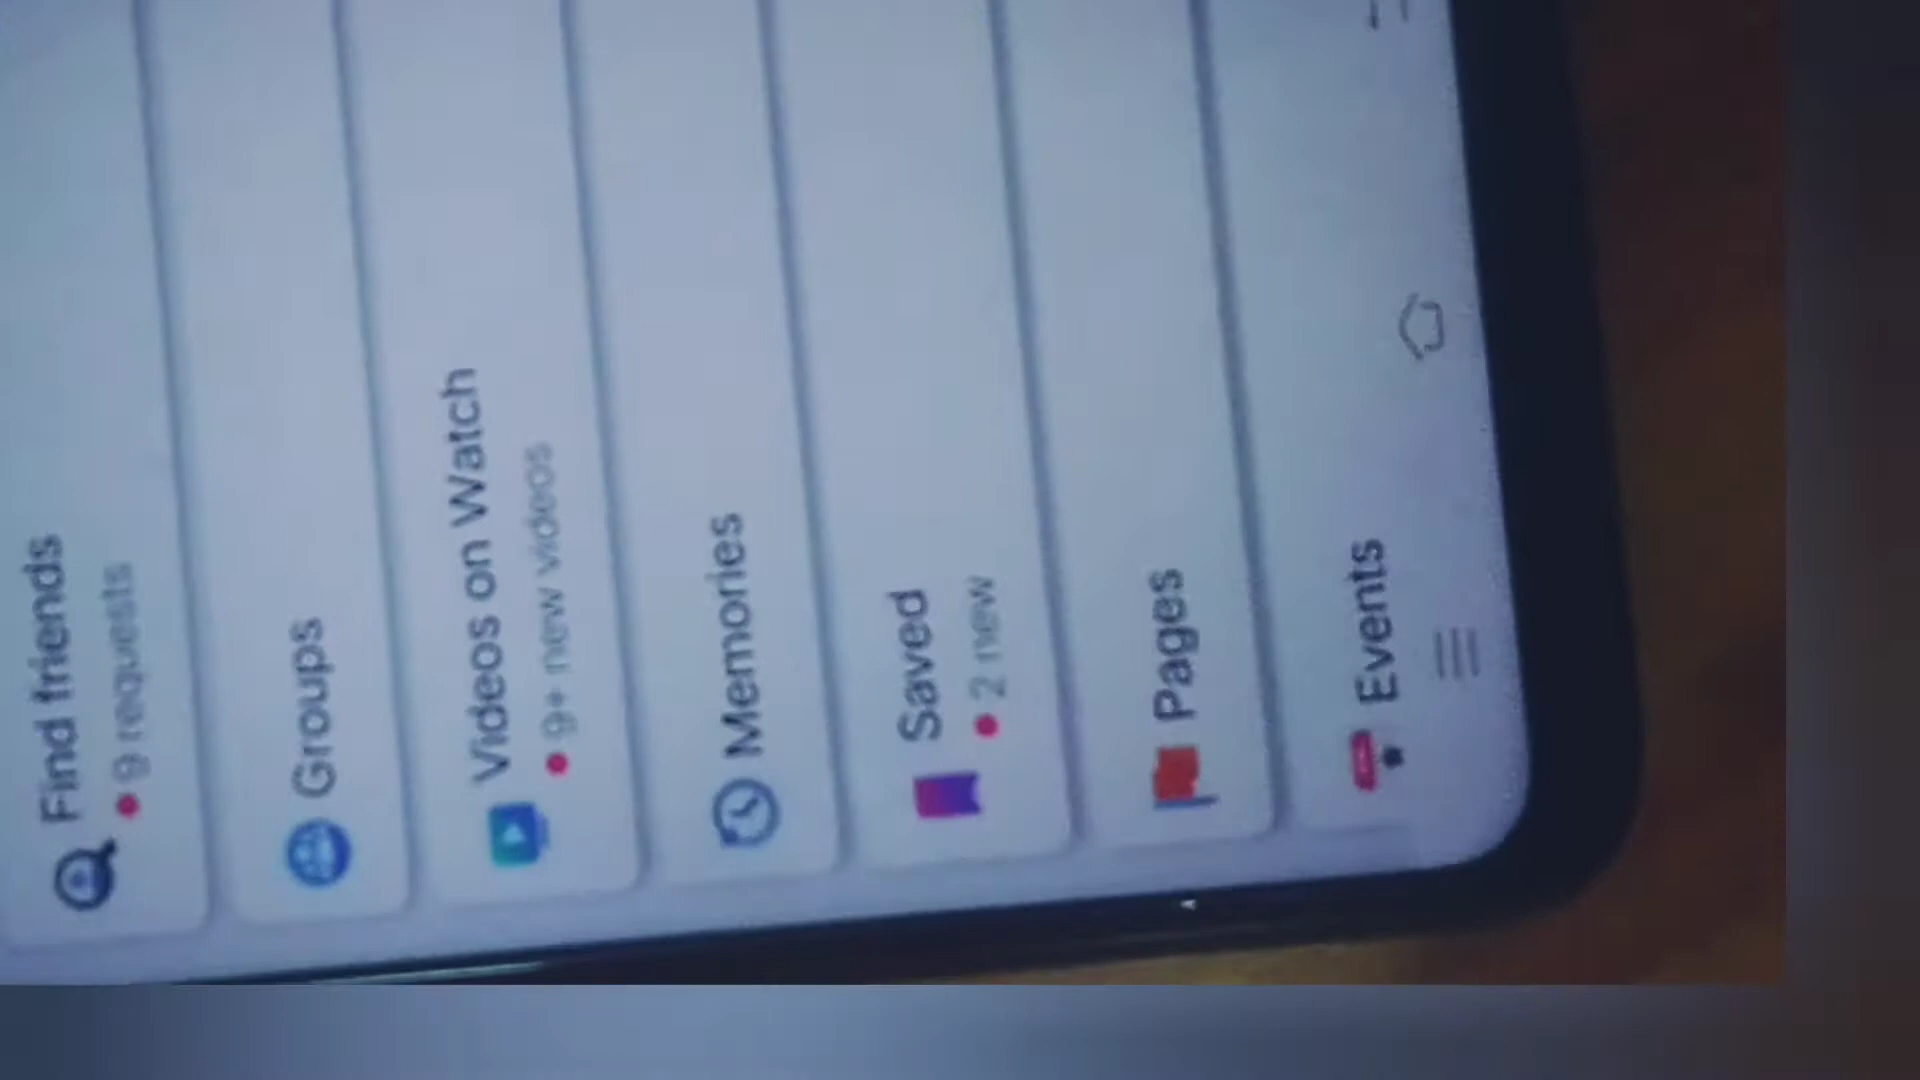 Find friends
9 requests
Groups
Videos on Watch
9+ new videos
Memories
Saved
2 new
Pages
Events